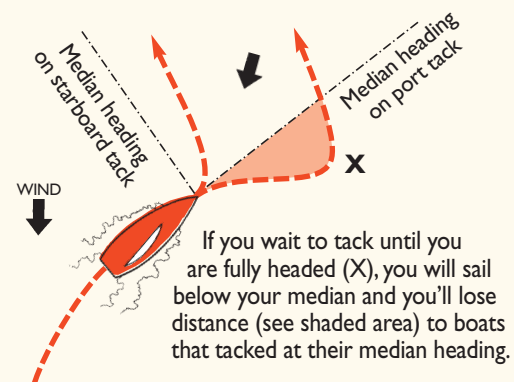 Median heading
on starboard tack
Median heading
on port tack
X
WIND
If you wait to tack until you
are fully headed (X), you will sail
below your median and you'll lose
distance (see shaded area) to boats
that tacked at their median heading.